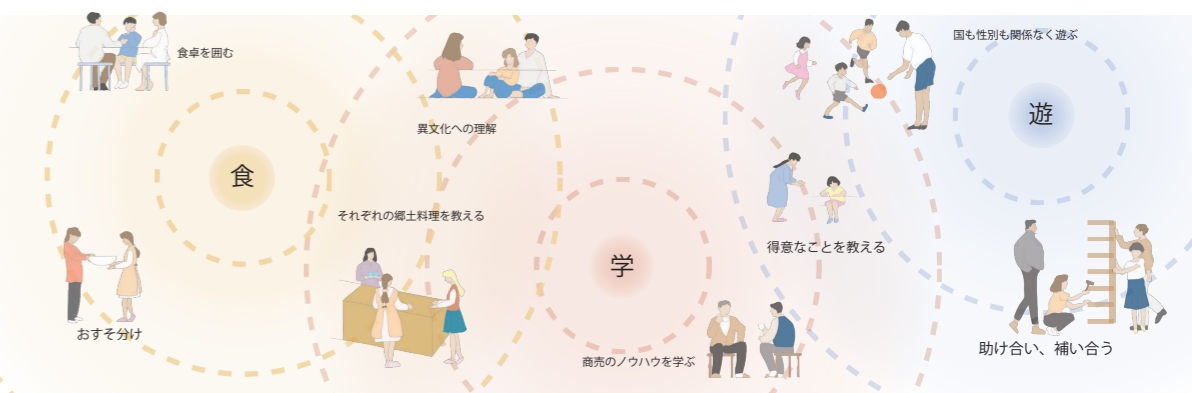 食卓を囲む
国も性別も関係なく遊ぶ
遊
異文化への理解
食
それぞれの郷土料理を教える
得意なことを教える
学
おすそ分け
助け合い、補い合う
商売のノウハウを学ぶ